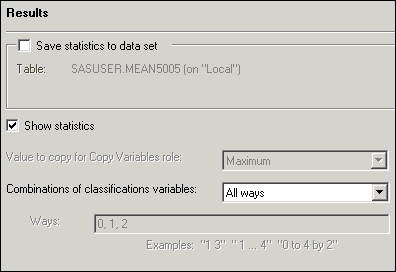 Results
Save statistics to data set
Table: SASUSER.MEAN5005 (on "Local")
Show statistics
Value to copy for Copy Variables role: Maximum
Combinations of classifications variables: All ways
Ways: 0, 1, 2
Examples: "1 3" "1 ... 4" "0 to 4 by 2"